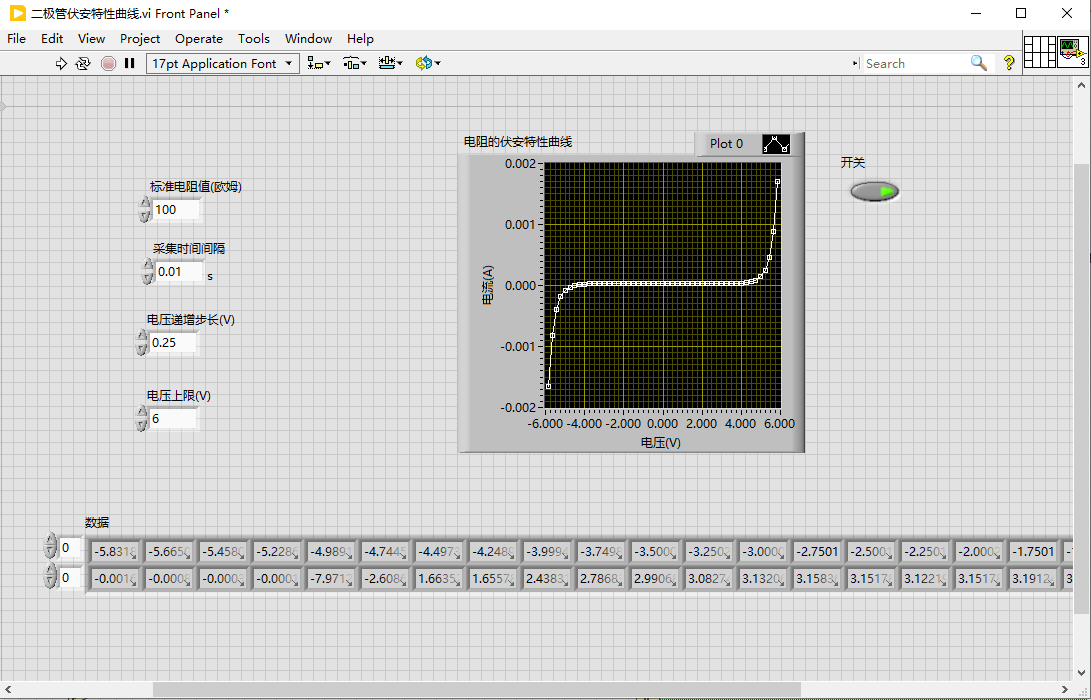 二极管伏安特性曲线.vi Front Panel *
File Edit View Project Operate Tools Window Help
17pt Application Font
Search
?
3
电阻的伏安特性曲线
Plot 0
开关
标准电阻值(欧姆)
100
采集时间间隔
0.01 s
电压递增步长(V)
0.25
电压上限(V)
6
电流(A)
0.002
0.001
0.000
-0.001
-0.002
-6.000 -4.000 -2.000 0.000 2.000 4.000 6.000
电压(V)
数据
0 -5.831 -5.665 -5.458 -5.228 -4.989 -4.744 -4.497 -4.248 -3.999 -3.749 -3.500 -3.250 -3.000 -2.7501 -2.500 -2.250 -2.000 -1.7501
0 -0.001 -0.000 -0.000 -0.000 -7.971 -2.608 1.6635 1.6557 2.4383 2.7868 2.9906 3.0827 3.1320 3.1583 3.1517 3.1221 3.1517 3.1912 3